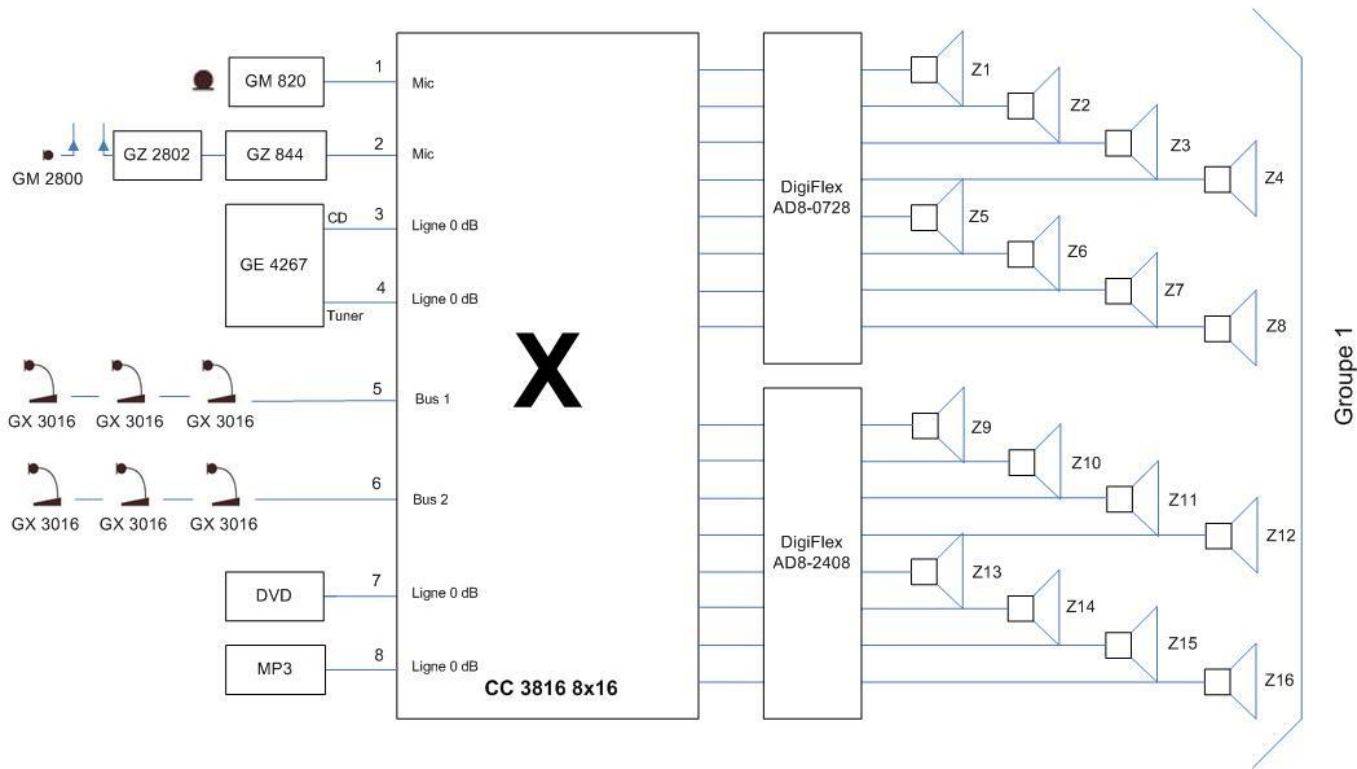 1
GM 820
Mic
2
GZ 2802
GZ 844
Mic
GM 2800
CD
3
Ligne 0 dB
GE 4267
4
Ligne 0 dB
Tuner
X
5
Bus 1
GX 3016
GX 3016
GX 3016
6
Bus 2
GX 3016
GX 3016
GX 3016
7
DVD
Ligne 0 dB
8
MP3
Ligne 0 dB
CC 3816 8x16
DigiFlex
AD8-0728
Z1
Z2
Z3
Z4
Z5
Z6
Z7
Z8
DigiFlex
AD8-2408
Z9
Z10
Z11
Z12
Z13
Z14
Z15
Z16
Groupe 1